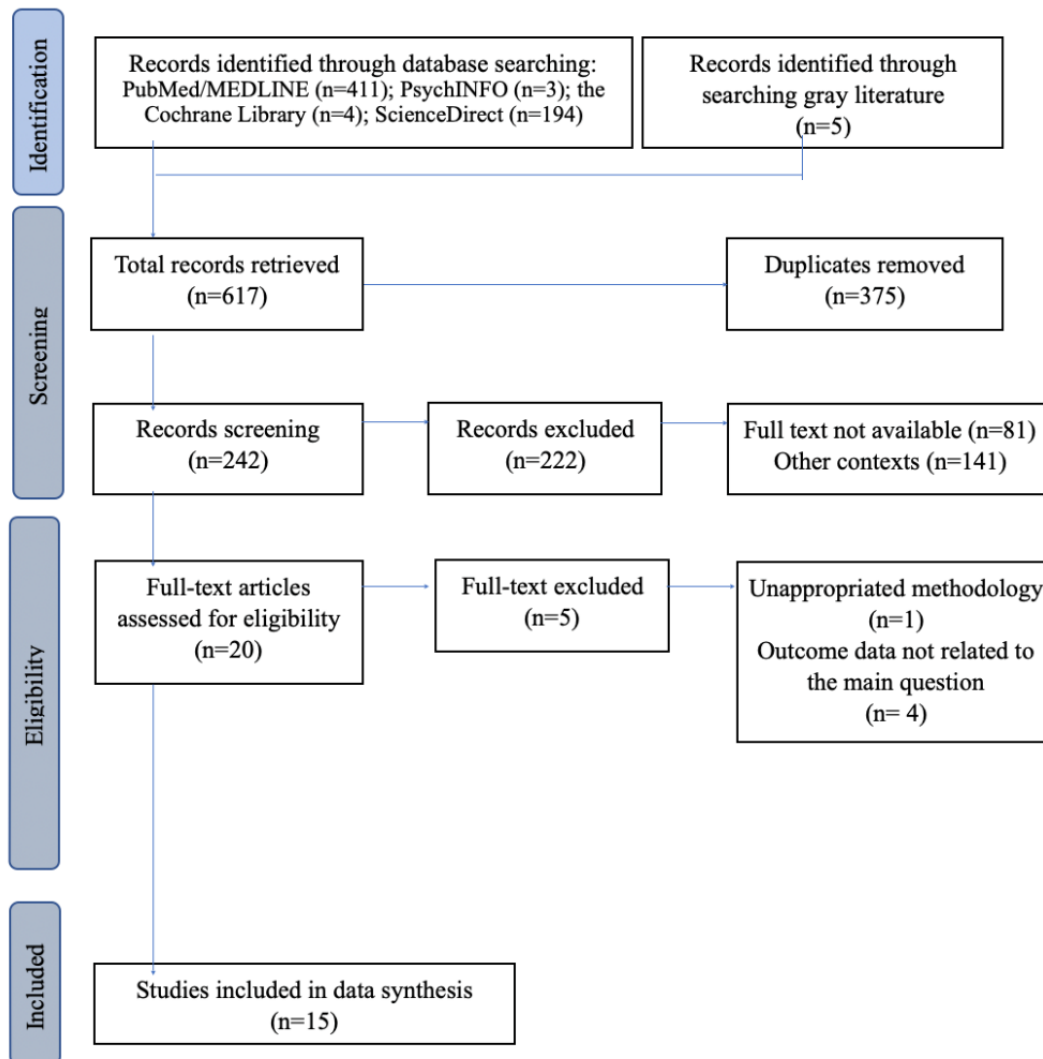 Identification
Records identified through database searching:
PubMed/MEDLINE (n=411); PsychINFO (n=3); the
Cochrane Library (n=4); ScienceDirect (n=194)
Records identified through
searching gray literature
(n=5)
Screening
Total records retrieved
(n=617)
Duplicates removed
(n=375)
Records screening
(n=242)
Records excluded
(n=222)
Full text not available (n=81)
Other contexts (n=141)
Eligibility
Full-text articles
assessed for eligibility
(n=20)
Full-text excluded
(n=5)
Unappropriated methodology
(n=1)
Outcome data not related to
the main question
(n= 4)
Included
Studies included in data synthesis
(n=15)